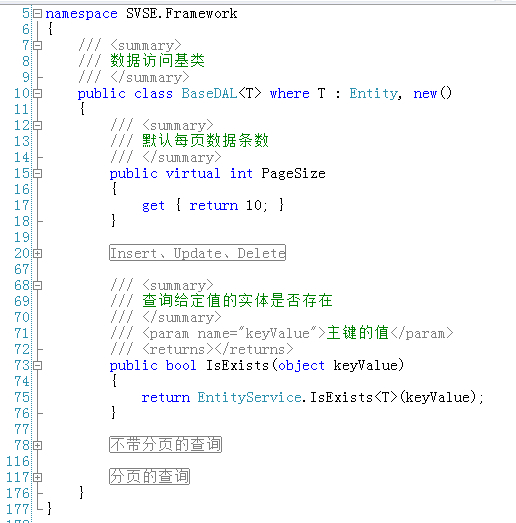 5 namespace SVSE.Framework
6 {
7 /// <summary>
8 /// 数据访问基类
9 /// </summary>
10 public class BaseDAL<T> where T : Entity, new()
11 {
12 /// <summary>
13 /// 默认每页数据条数
14 /// </summary>
15 public virtual int PageSize
16 {
17 get { return 10; }
18 }
19
20 Insert、Update、Delete
67
68 /// <summary>
69 /// 查询给定值的实体是否存在
70 /// </summary>
71 /// <param name="keyValue">主键的值</param>
72 /// <returns></returns>
73 public bool IsExists(object keyValue)
74 {
75 return EntityService.IsExists<T>(keyValue);
76 }
77
78 不带分页的查询
116
117 分页的查询
176 }
177 }
178